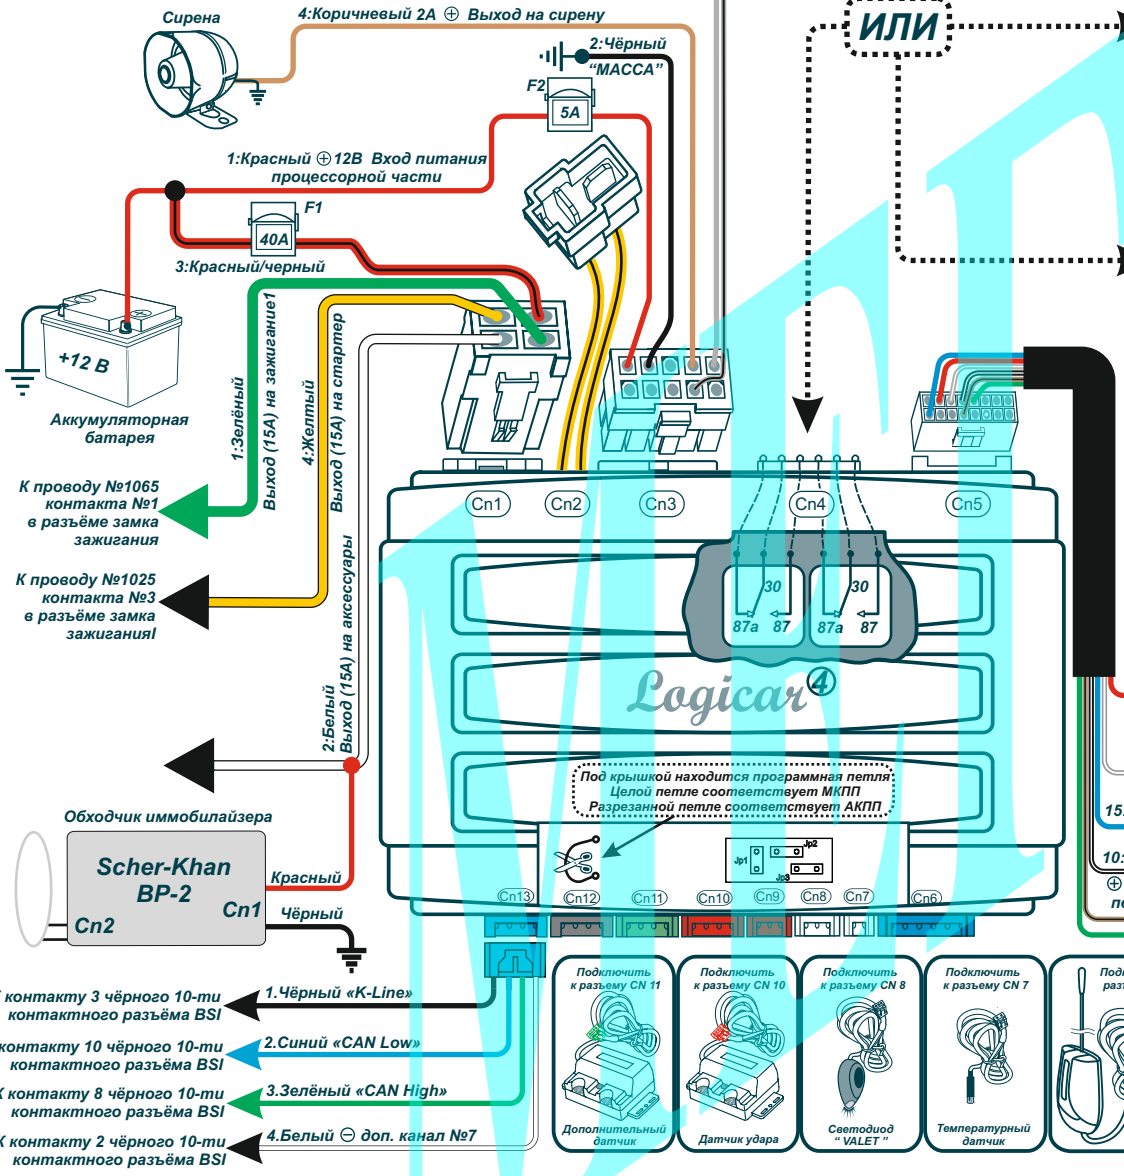 Сирена
4:Коричневый 2А ⊕ Выход на сирену
ИЛИ
2:Чёрный
“МАССА”
F2
5А
1:Красный ⊕12В Вход питания
процессорной части
F1
40А
3:Красный/черный
+12 В
Аккумуляторная
батарея
1:Зелёный
Выход (15А) на зажигание1
4:Желтый
Выход (15А) на стартер
К проводу №1065
контакта №1
в разъёме замка
зажигания
К проводу №1025
контакта №3
в разъёме замка
зажиганияI
2:Белый
Выход (15А) на аксессуары
Cn1
Cn2
Cn3
Cn4
Cn5
30
30
87a
87
87a
87
Logicar 4
Под крышкой находится программная петля
Целой петле соответствует МКПП
Разрезанной петле соответствует АКПП
Jp1
Jp2
Jp3
Cn13
Cn12
Cn11
Cn10
Cn9
Cn8
Cn7
Cn6
15:
10:
⊕
Обходчик иммобилайзера
Scher-Khan
BP-2
Cn1
Cn2
Красный
Чёрный
К контакту 3 чёрного 10-ти
контактного разъёма BSI
1.Чёрный «K-Line»
контакту 10 чёрного 10-ти
контактного разъёма BSI
2.Синий «CAN Low»
К контакту 8 чёрного 10-ти
контактного разъёма BSI
3.Зелёный «CAN High»
К контакту 2 чёрного 10-ти
контактного разъёма BSI
4.Белый ⊖ доп. канал №7
Подключить
к разъему CN 11
Дополнительный
датчик
Подключить
к разъему CN 10
Датчик удара
Подключить
к разъему CN 8
Светодиод
“ VALET ”
Подключить
к разъему CN 7
Температурный
датчик